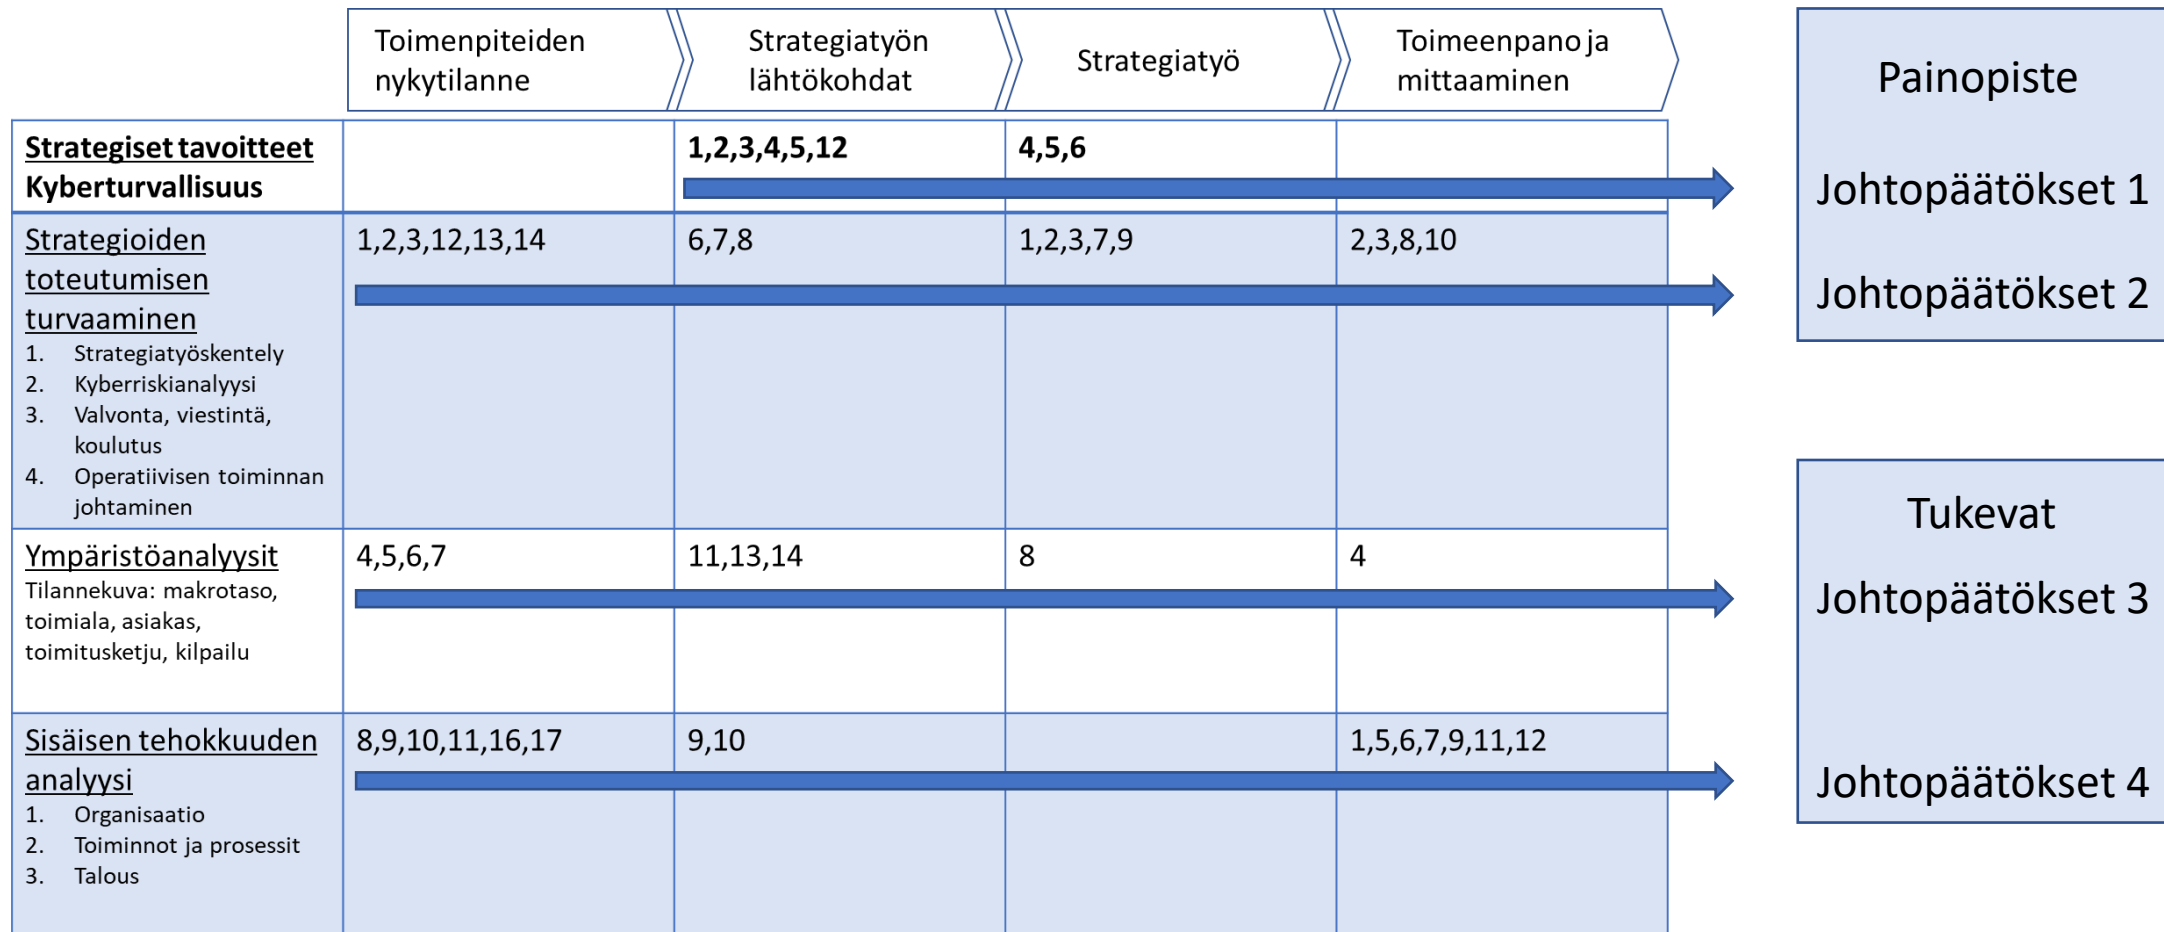 Toimenpiteiden
nykytilanne
Strategiatyön
lähtökohdat
Strategiatyö
Toimeenpano ja
mittaaminen
Strategiset tavoitteet
Kyberturvallisuus
1,2,3,4,5,12
4,5,6
Strategioiden
toteutumisen
turvaaminen
1. Strategiatyöskentely
2. Kyberriskianalyysi
3. Valvonta, viestintä,
koulutus
4. Operatiivisen toiminnan
johtaminen
1,2,3,12,13,14
6,7,8
1,2,3,7,9
2,3,8,10
Ympäristöanalyysit
Tilannekuva: makrotaso,
toimiala, asiakas,
toimitusketju, kilpailu
4,5,6,7
11,13,14
8
4
Sisäisen tehokkuuden
analyysi
1. Organisaatio
2. Toiminnot ja prosessit
3. Talous
8,9,10,11,16,17
9,10
1,5,6,7,9,11,12
Painopiste
Johtopäätökset 1
Johtopäätökset 2
Tukevat
Johtopäätökset 3
Johtopäätökset 4